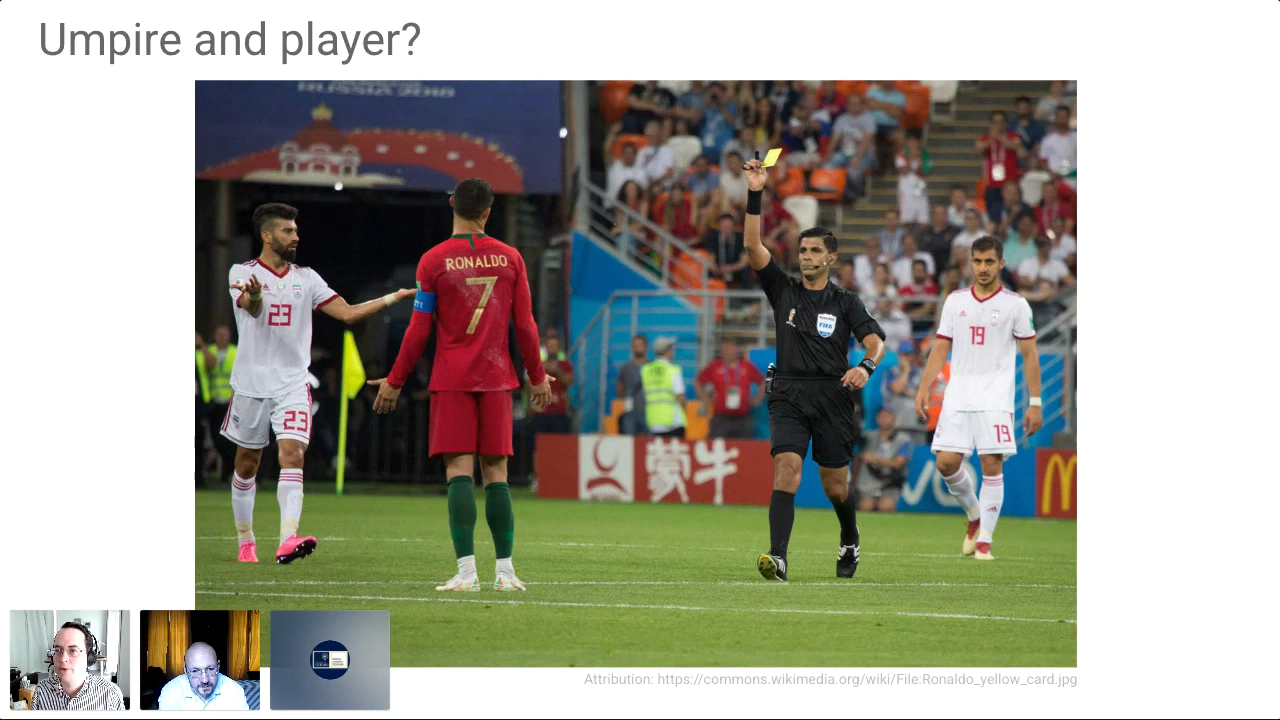 Umpire and player?
RUSSIA 2018
RONALDO
7
23
23
FIFA
19
19
蒙牛
Attribution: https://commons.wikimedia.org/wiki/File:Ronaldo_yellow_card.jpg